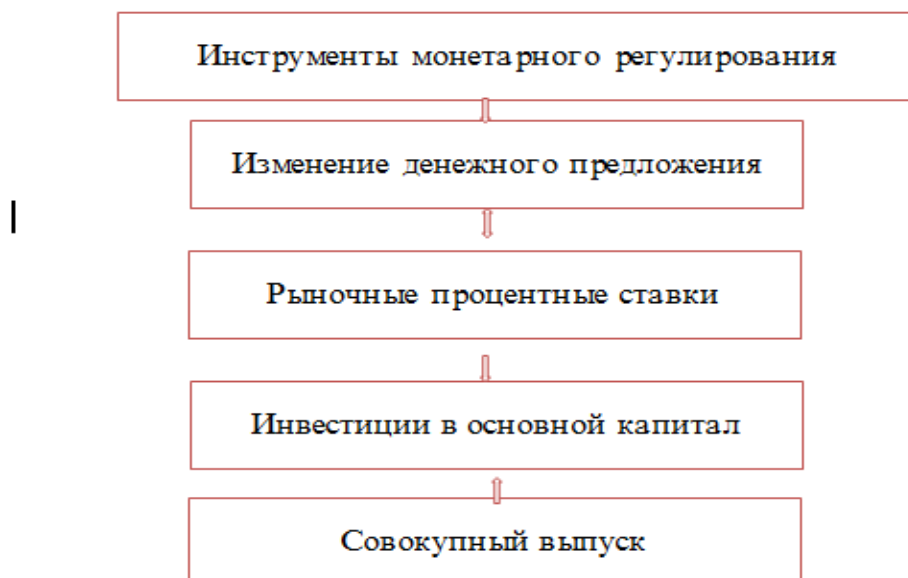 Инструменты монетарного регулирования
Изменение денежного предложения
Рыночные процентные ставки
Инвестиции в основной капитал
Совокупный выпуск